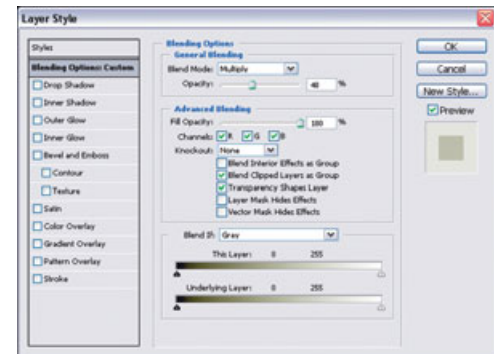 Layer Style
Styles
Blending Options: Custom
Drop Shadow
Inner Shadow
Outer Glow
Inner Glow
Bevel and Emboss
Contour
Texture
Satin
Color Overlay
Gradient Overlay
Pattern Overlay
Stroke
Blending Options
General Blending
Blend Mode: Multiply
Opacity: 40 %
Advanced Blending
Fill Opacity: 100 %
Channels: R G B
Knockout: None
Blend Interior Effects as Group
Blend Clipped Layers as Group
Transparency Shapes Layer
Layer Mask Hides Effects
Vector Mask Hides Effects
Blend If: Gray
This Layer: 0 255
Underlying Layer: 0 255
OK
Cancel
New Style...
Preview